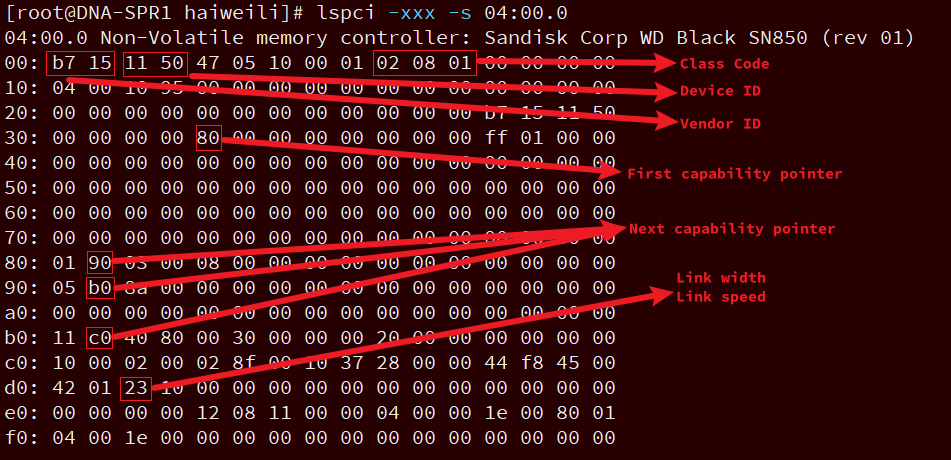 [root@DNA-SPR1 haiweili]# lspci -xxx -s 04:00.0
04:00.0 Non-Volatile memory controller: Sandisk Corp WD Black SN850 (rev 01)
00: b7 15 11 50 47 05 10 00 01 02 08 01 00 00 00 00
Class Code
10: 04 00 10 95 00 00 00 00 00 00 00 00 00 00 00 00
Device ID
20: 00 00 00 00 00 00 00 00 00 00 00 00 b7 15 11 50
Vendor ID
30: 00 00 00 00 80 00 00 00 00 00 00 00 ff 01 00 00
40: 00 00 00 00 00 00 00 00 00 00 00 00 00 00 00 00
First capability pointer
50: 00 00 00 00 00 00 00 00 00 00 00 00 00 00 00 00
60: 00 00 00 00 00 00 00 00 00 00 00 00 00 00 00 00
Next capability pointer
70: 00 00 00 00 00 00 00 00 00 00 00 00 00 00 00 00
80: 01 90 03 00 08 00 00 00 00 00 00 00 00 00 00 00
Link width
90: 05 b0 8a 00 00 00 00 00 00 00 00 00 00 00 00 00
Link speed
a0: 00 00 00 00 00 00 00 00 00 00 00 00 00 00 00 00
b0: 11 c0 40 80 00 30 00 00 00 20 00 00 00 00 00 00
c0: 10 00 02 00 02 8f 00 10 37 28 00 00 44 f8 45 00
d0: 42 01 23 10 00 00 00 00 00 00 00 00 00 00 00 00
e0: 00 00 00 00 12 08 11 00 00 04 00 00 1e 00 80 01
f0: 04 00 1e 00 00 00 00 00 00 00 00 00 00 00 00 00